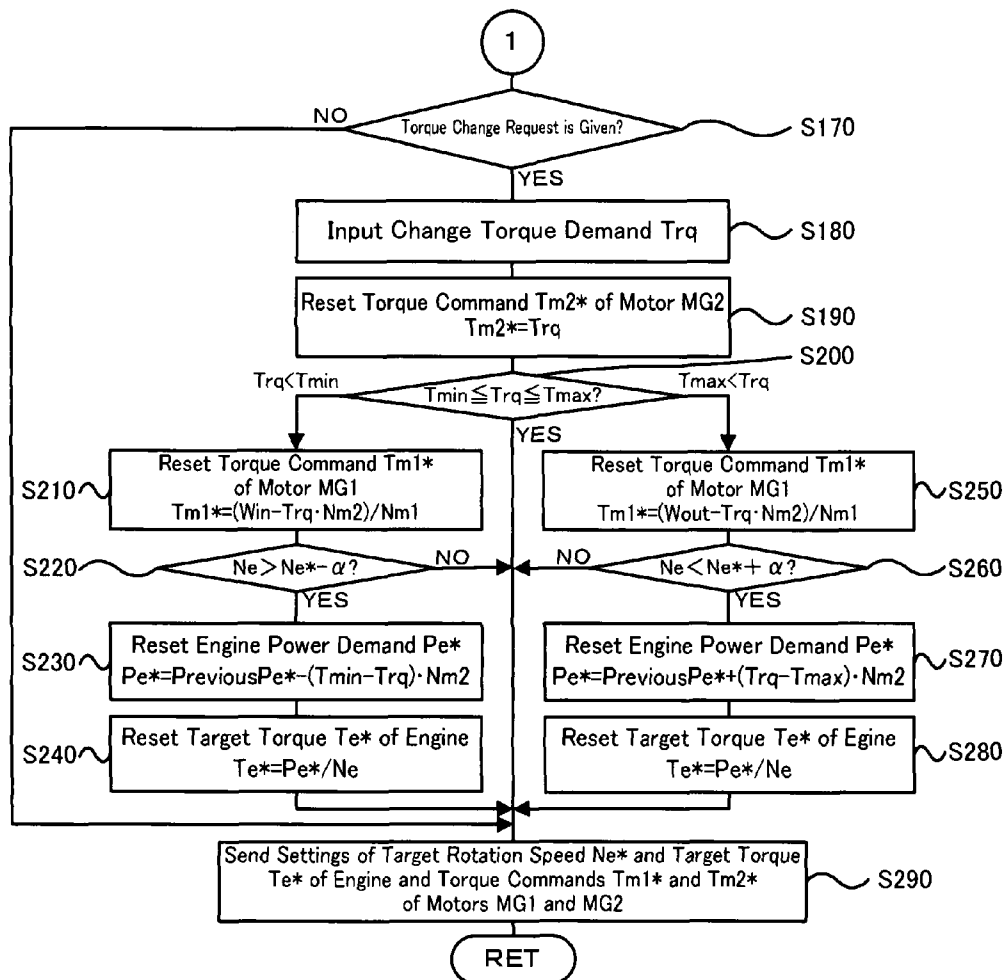 1
NO
Torque Change Request is Given?
S170
YES
Input Change Torque Demand Trq
S180
Reset Torque Command Tm2* of Motor MG2
Tm2*=Trq
S190
S200
Trq<Tmin
Tmin≦Trq≦Tmax?
Tmax<Trq
YES
S210
Reset Torque Command Tm1*
of Motor MG1
Tm1*=(Win-Trq·Nm2)/Nm1
Reset Torque Command Tm1*
of Motor MG1
Tm1*=(Wout-Trq·Nm2)/Nm1
S250
S220
Ne>Ne*-α?
NO
NO
Ne<Ne*+α?
S260
YES
YES
S230
Reset Engine Power Demand Pe*
Pe*=PreviousPe*-(Tmin-Trq)·Nm2
Reset Engine Power Demand Pe*
Pe*=PreviousPe*+(Trq-Tmax)·Nm2
S270
S240
Reset Target Torque Te* of Engine
Te*=Pe*/Ne
Reset Target Torque Te* of Egine
Te*=Pe*/Ne
S280
Send Settings of Target Rotation Speed Ne* and Target Torque
Te* of Engine and Torque Commands Tm1* and Tm2*
of Motors MG1 and MG2
S290
RET